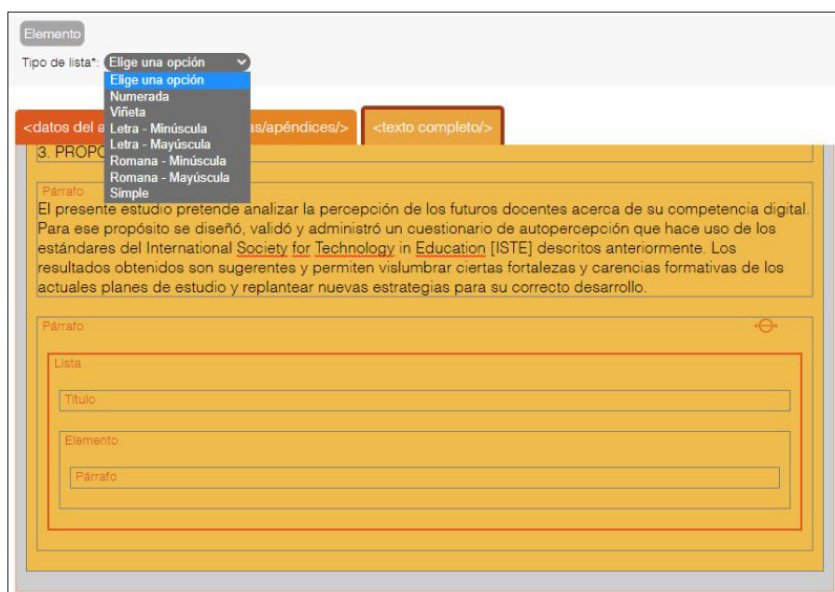 Elemento
Tipo de lista*: Elige una opción
Elige una opción
Numerada
Viñeta
Letra - Minúscula
Letra - Mayúscula
Romana - Minúscula
Romana - Mayúscula
Simple
<datos del a
as/apéndices/>
<texto completo/>
3. PROPO
Párrafo
El presente estudio pretende analizar la percepción de los futuros docentes acerca de su competencia digital.
Para ese propósito se diseñó, validó y administró un cuestionario de autopercepción que hace uso de los
estándares del International Society for Technology in Education [ISTE] descritos anteriormente. Los
resultados obtenidos son sugerentes y permiten vislumbrar ciertas fortalezas y carencias formativas de los
actuales planes de estudio y replantear nuevas estrategias para su correcto desarrollo.
Párrafo
Lista
Título
Elemento
Párrafo